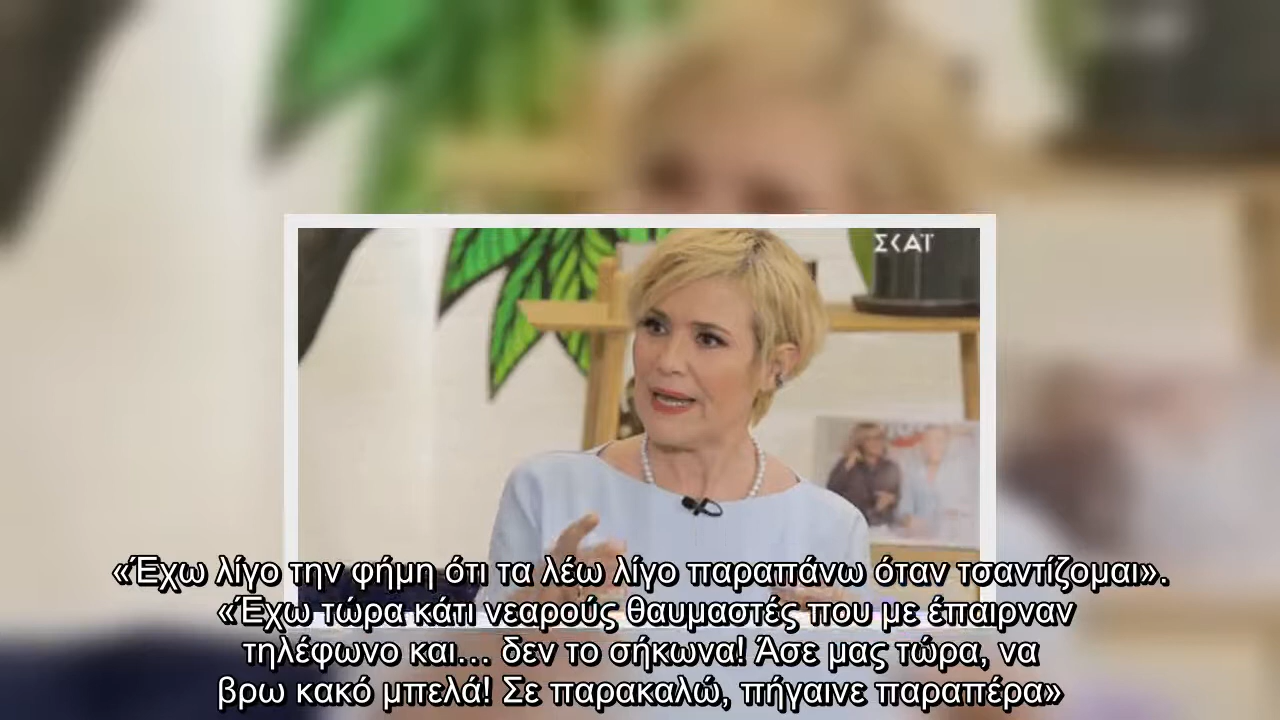 ΣΚΑΪ
«Έχω λίγο την φήμη ότι τα λέω λίγο παραπάνω όταν τσαντίζομαι».
«Έχω τώρα κάτι νεαρούς θαυμαστές που με έπαιρναν
τηλέφωνο και… δεν το σήκωνα! Άσε μας τώρα, να
βρω κακό μπελά! Σε παρακαλώ, πήγαινε παραπέρα»